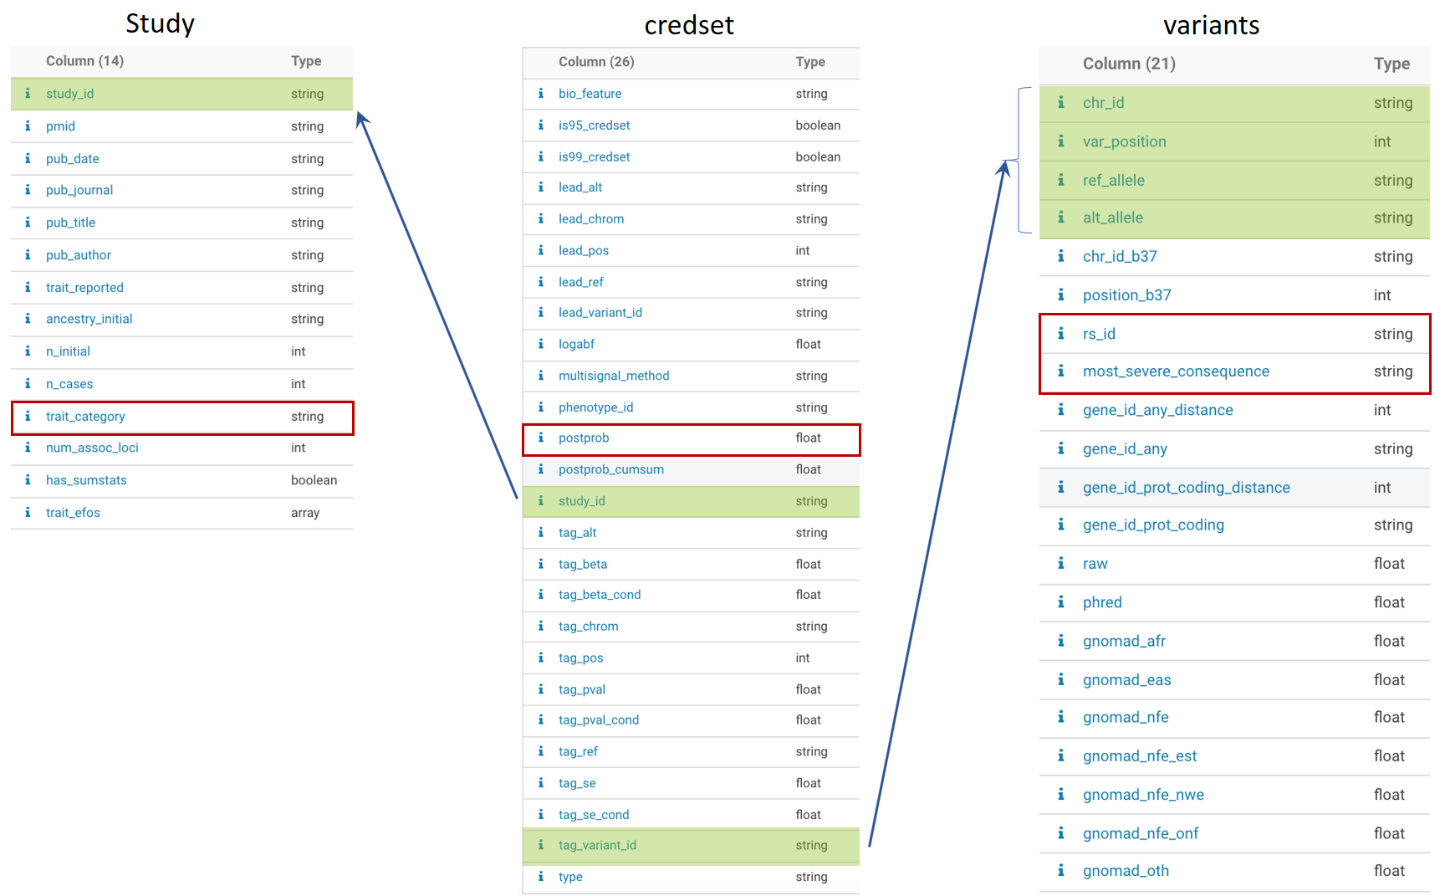 Study
Column (14) Type
study_id string
pmid string
pub_date string
pub_journal string
pub_title string
pub_author string
trait_reported string
ancestry_initial string
n_initial int
n_cases int
trait_category string
num_assoc_loci int
has_sumstats boolean
trait_efos array
credset
Column (26) Type
bio_feature string
is95_credset boolean
is99_credset boolean
lead_alt string
lead_chrom string
lead_pos int
lead_ref string
lead_variant_id string
logabf float
multisignal_method string
phenotype_id string
postprob float
postprob_cumsum float
study_id string
tag_alt string
tag_beta float
tag_beta_cond float
tag_chrom string
tag_pos int
tag_pval float
tag_pval_cond float
tag_ref string
tag_se float
tag_se_cond float
tag_variant_id string
type string
variants
Column (21) Type
chr_id string
var_position int
ref_allele string
alt_allele string
chr_id_b37 string
position_b37 int
rs_id string
most_severe_consequence string
gene_id_any_distance int
gene_id_any string
gene_id_prot_coding_distance int
gene_id_prot_coding string
raw float
phred float
gnomad_afr float
gnomad_eas float
gnomad_nfe float
gnomad_nfe_est float
gnomad_nfe_nwe float
gnomad_nfe_onf float
gnomad_oth float